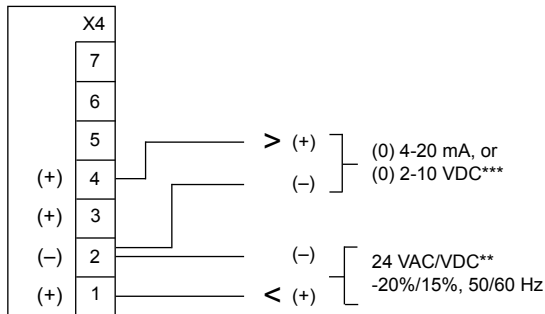 X4
7
6
5
(+) 4 > (+)
(0) 4-20 mA, or
(0) 2-10 VDC***
(–)
(+) 3
(–) 2 (–)
24 VAC/VDC**
-20%/15%, 50/60 Hz
(+) 1 < (+)